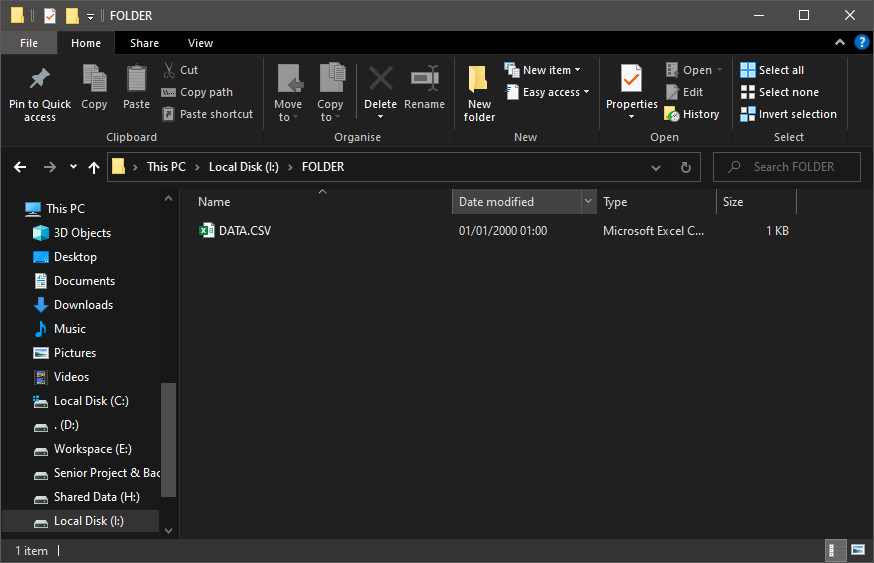 FOLDER
File Home Share View
Pin to Quick access
Copy
Paste
Cut
Copy path
Paste shortcut
Clipboard
Move to
Copy to
Delete
Rename
Organise
New folder
New item
Easy access
New
Properties
Open
Edit
History
Open
Select all
Select none
Invert selection
Select
This PC Local Disk (I:) FOLDER
Search FOLDER
This PC
3D Objects
Desktop
Documents
Downloads
Music
Pictures
Videos
Local Disk (C:)
. (D:)
Workspace (E:)
Senior Project & Bac
Shared Data (H:)
Local Disk (I:)
Name Date modified Type Size
DATA.CSV 01/01/2000 01:00 Microsoft Excel C... 1 KB
1 item